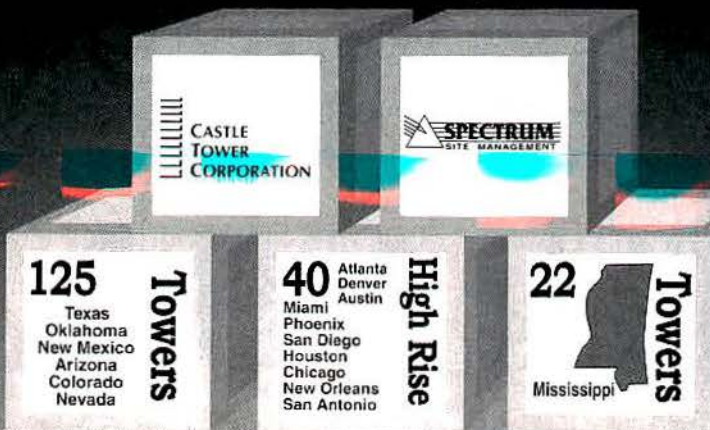 CASTLE
TOWER
CORPORATION
SPECTRUM
SITE MANAGEMENT
125
Towers
Texas
Oklahoma
New Mexico
Arizona
Colorado
Nevada
40
High Rise
Atlanta
Denver
Austin
Miami
Phoenix
San Diego
Houston
Chicago
New Orleans
San Antonio
22
Towers
Mississippi